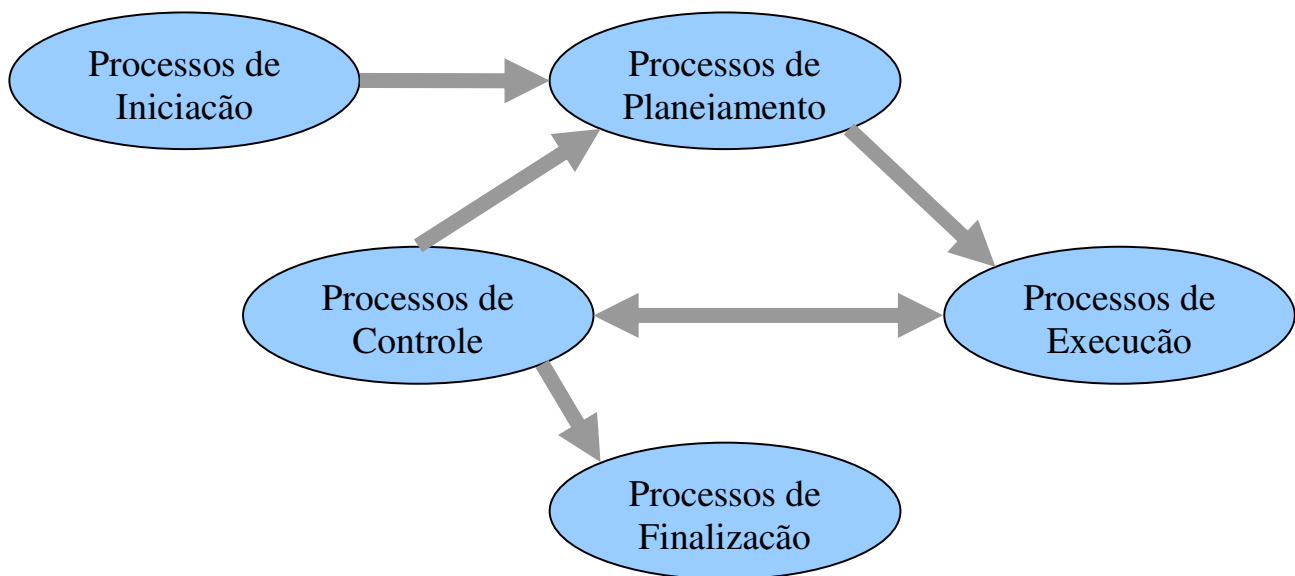 Processos de
Iniciacão
Processos de
Planejamento
Processos de
Controle
Processos de
Execucão
Processos de
Finalizacão